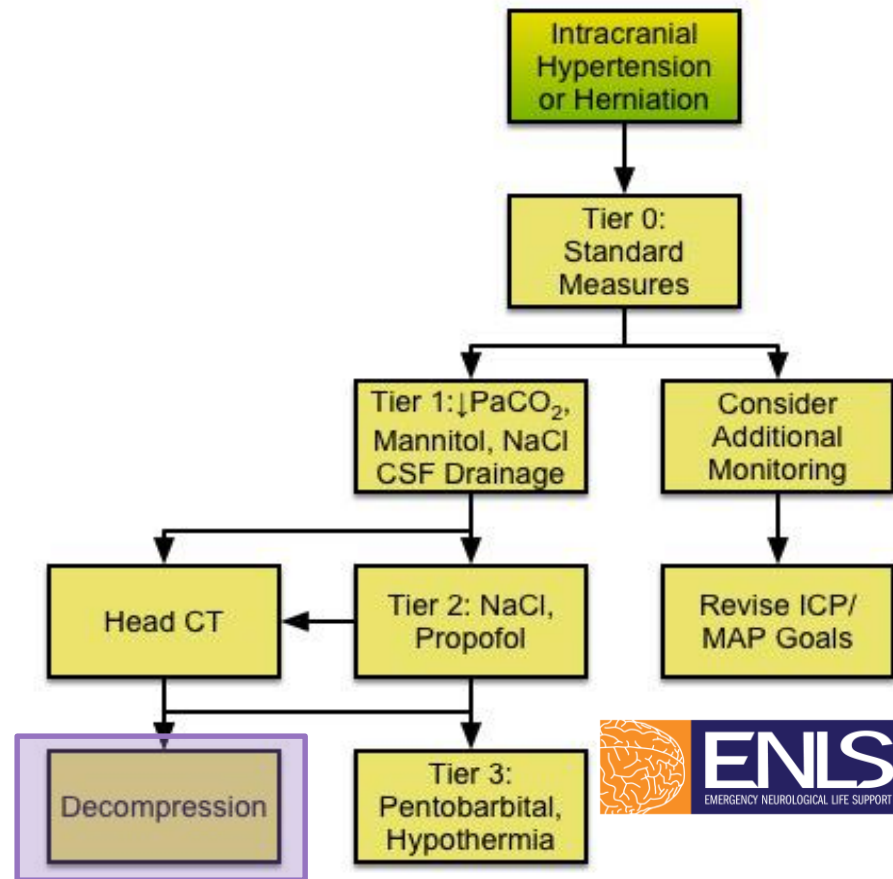 Intracranial
Hypertension
or Herniation
Tier 0:
Standard
Measures
Tier 1:↓PaCO₂,
Mannitol, NaCl
CSF Drainage
Consider
Additional
Monitoring
Head CT
Tier 2: NaCl,
Propofol
Revise ICP/
MAP Goals
Decompression
Tier 3:
Pentobarbital,
Hypothermia
ENLS
EMERGENCY NEUROLOGICAL LIFE SUPPORT